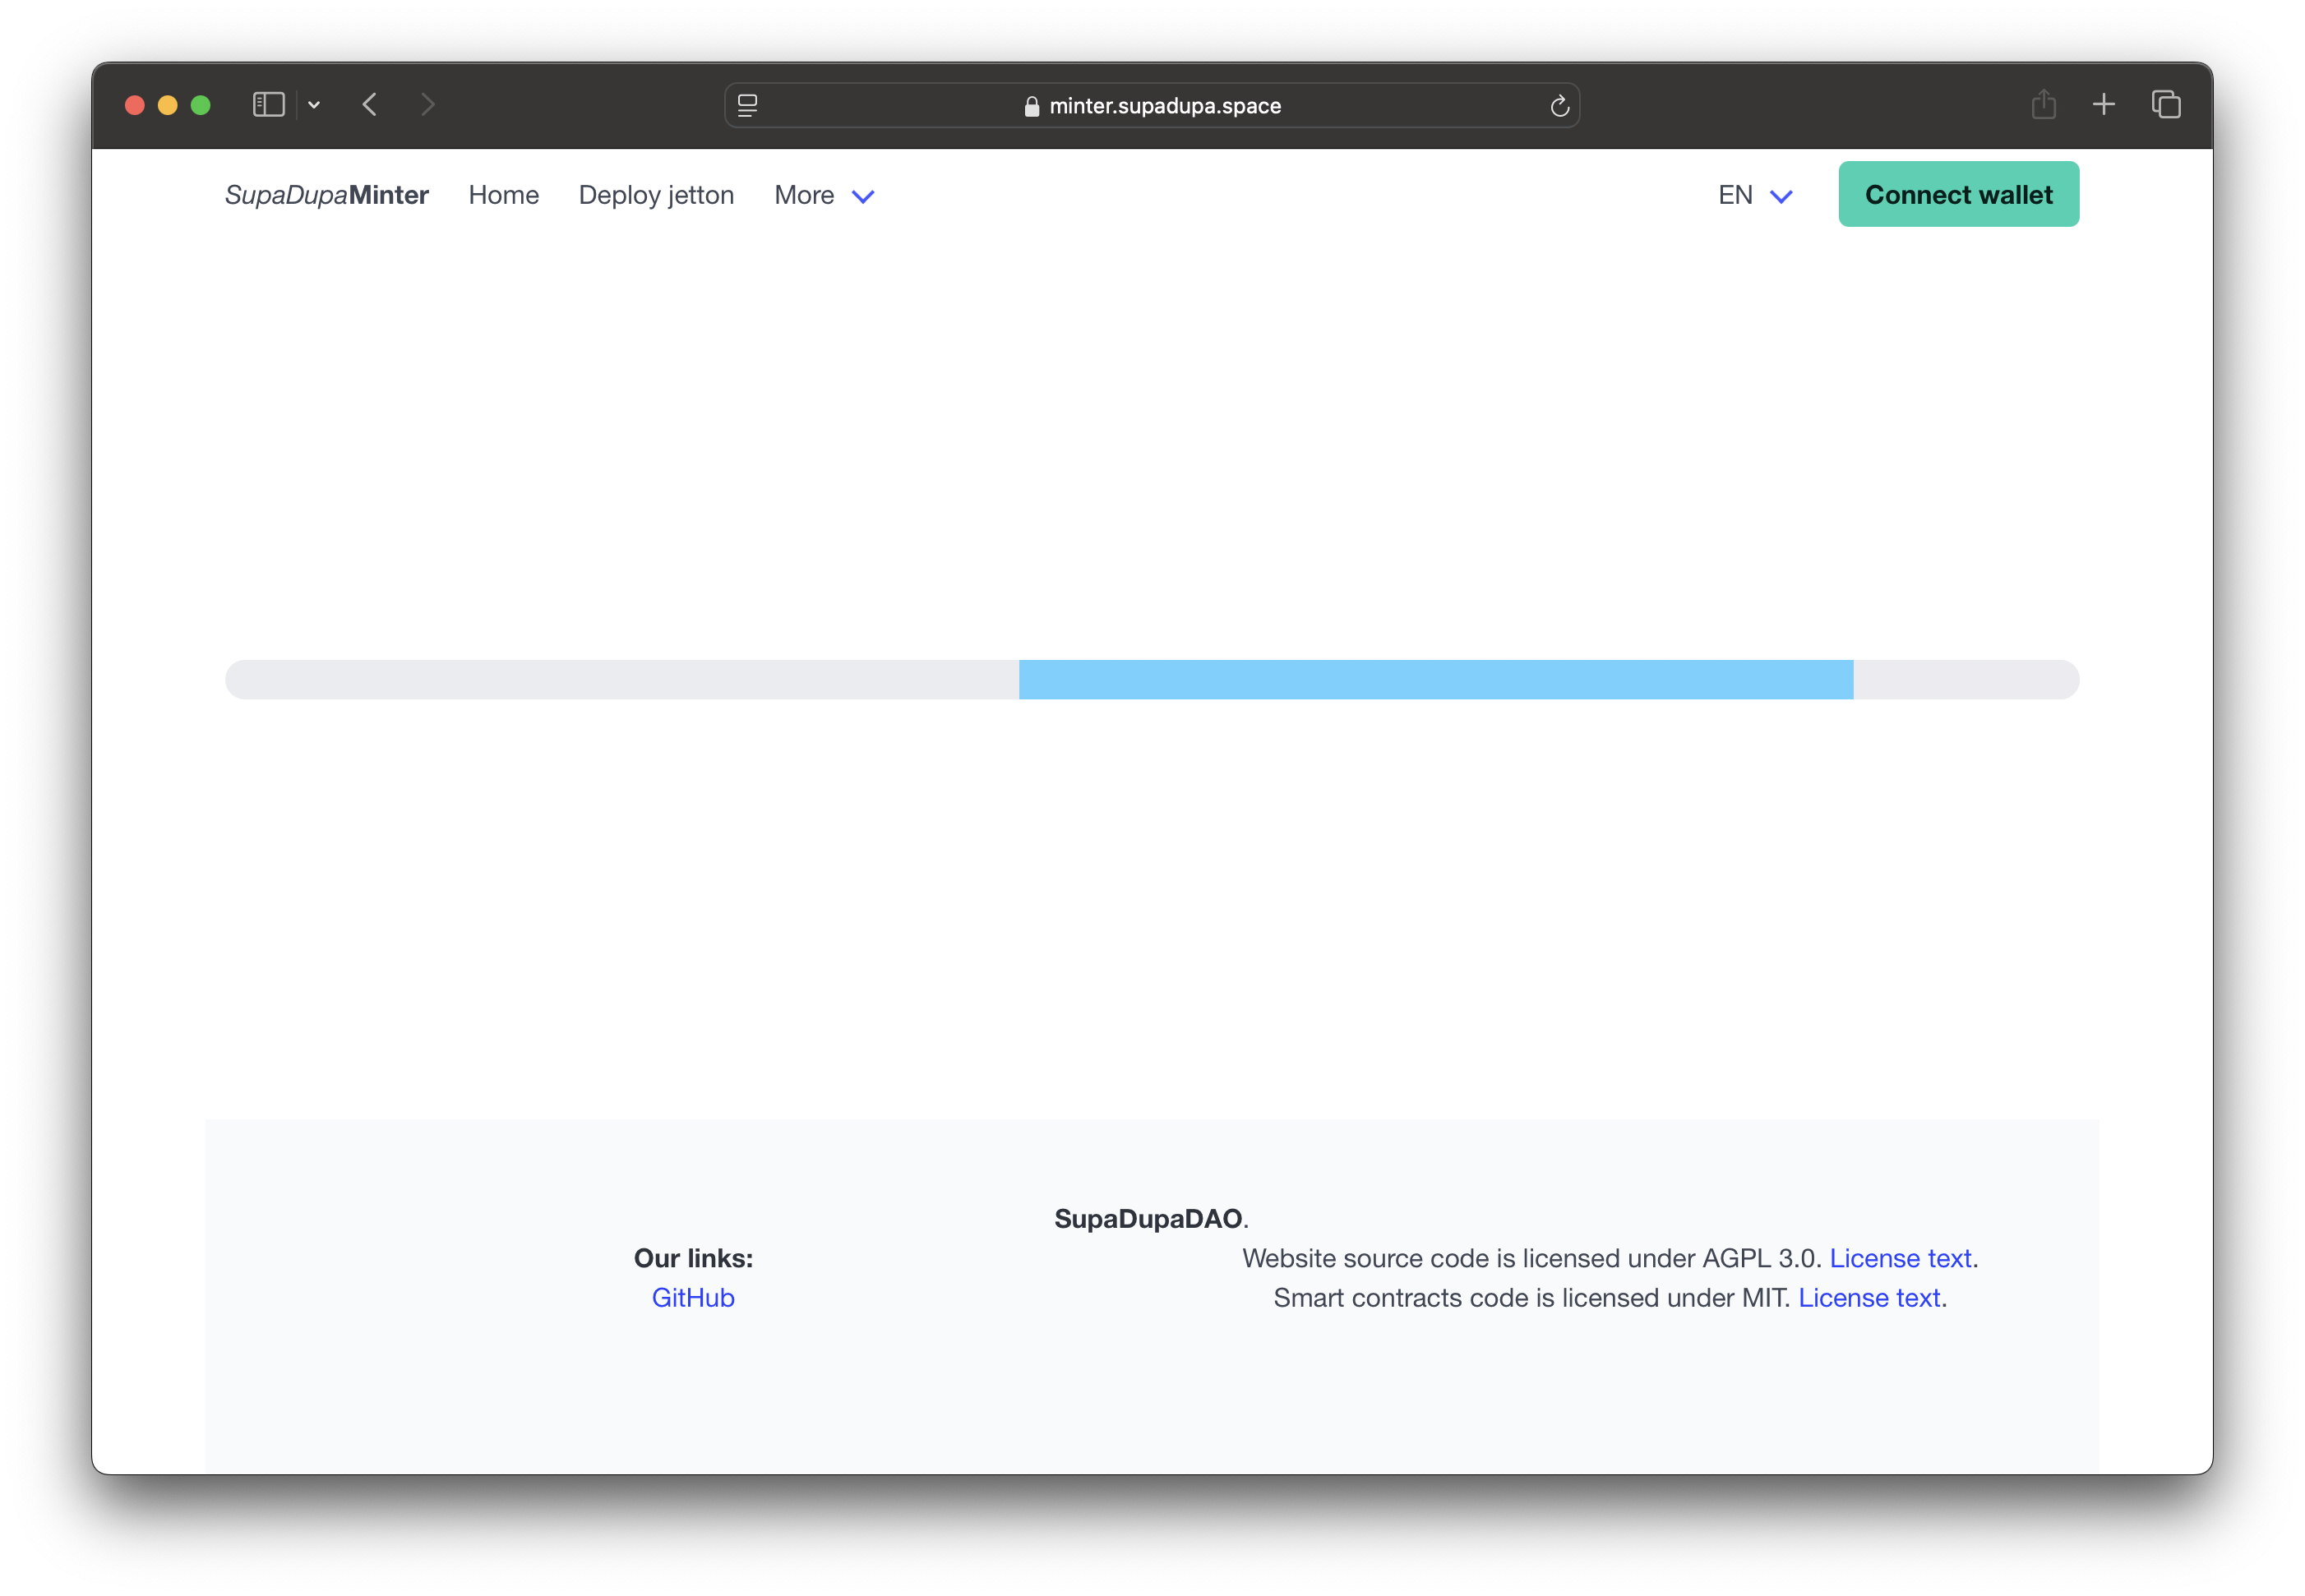 minter.supadupa.space
SupaDupaMinter Home Deploy jetton More EN Connect wallet
SupaDupaDAO.
Our links:
GitHub
Website source code is licensed under AGPL 3.0. License text.
Smart contracts code is licensed under MIT. License text.